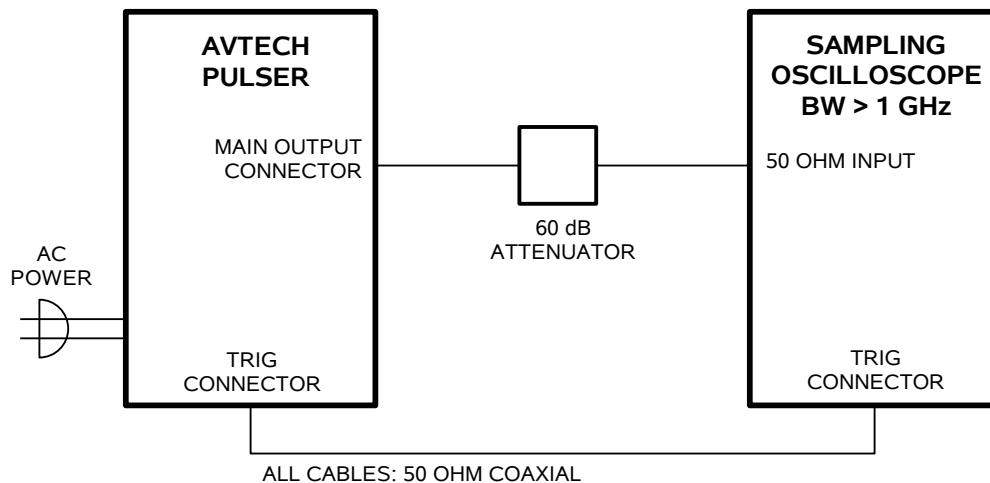 AVTECH
PULSER
MAIN OUTPUT
CONNECTOR
AC
POWER
TRIG
CONNECTOR
60 dB
ATTENUATOR
SAMPLING
OSCILLOSCOPE
BW > 1 GHz
50 OHM INPUT
TRIG
CONNECTOR
ALL CABLES: 50 OHM COAXIAL